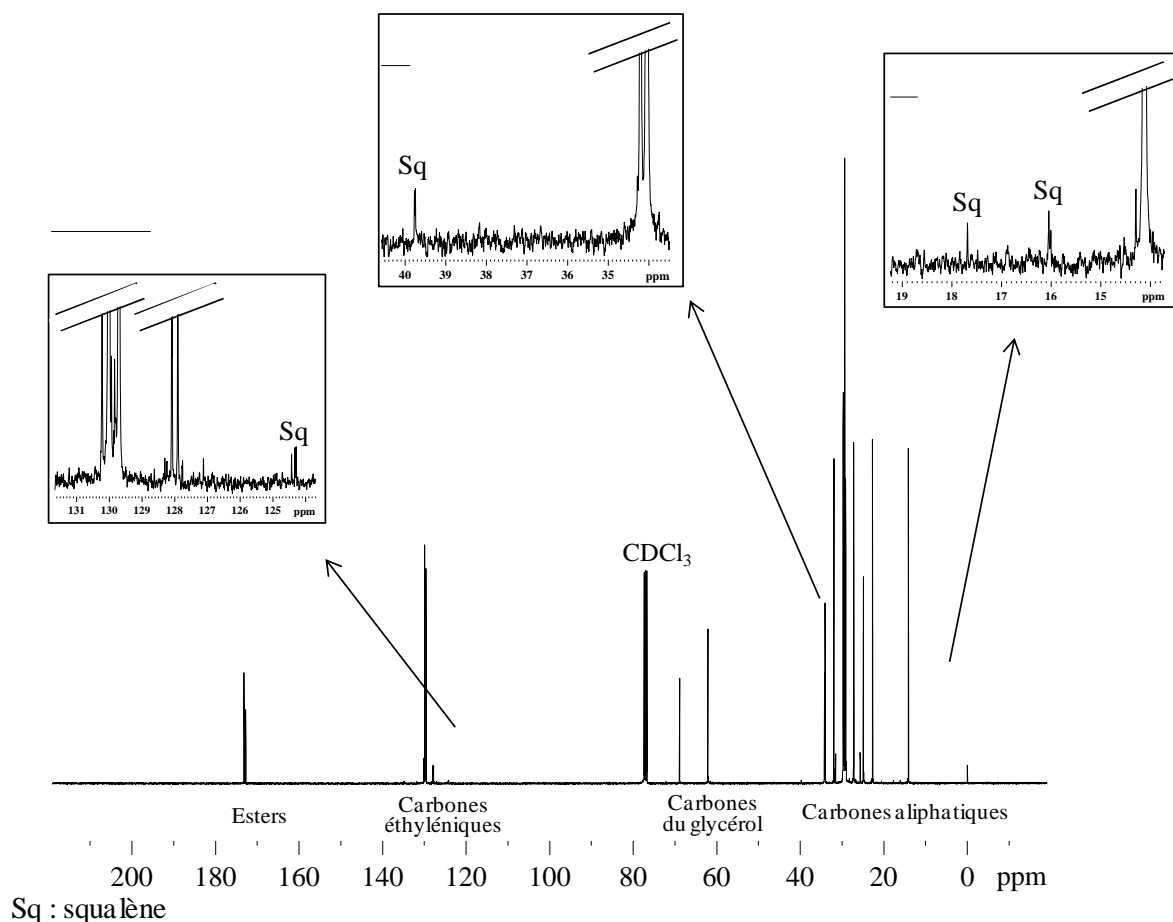 Sq
40 39 38 37 36 35 ppm
Sq
Sq
19 18 17 16 15 ppm
Sq
131 130 129 128 127 126 125 ppm
CDCl3
Esters
Carbones
éthyléniques
Carbones
du glycérol
Carbones aliphatiques
200 180 160 140 120 100 80 60 40 20 0 ppm
Sq : squalène